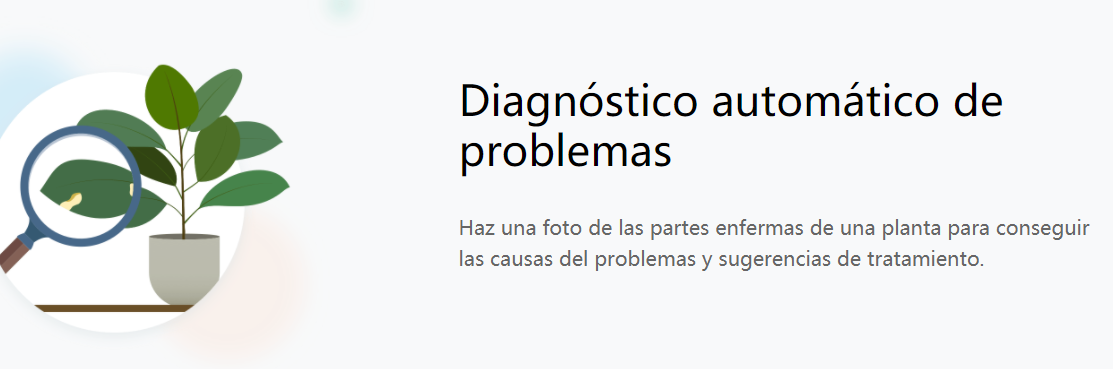 Diagnóstico automático de
problemas
Haz una foto de las partes enfermas de una planta para conseguir
las causas del problemas y sugerencias de tratamiento.